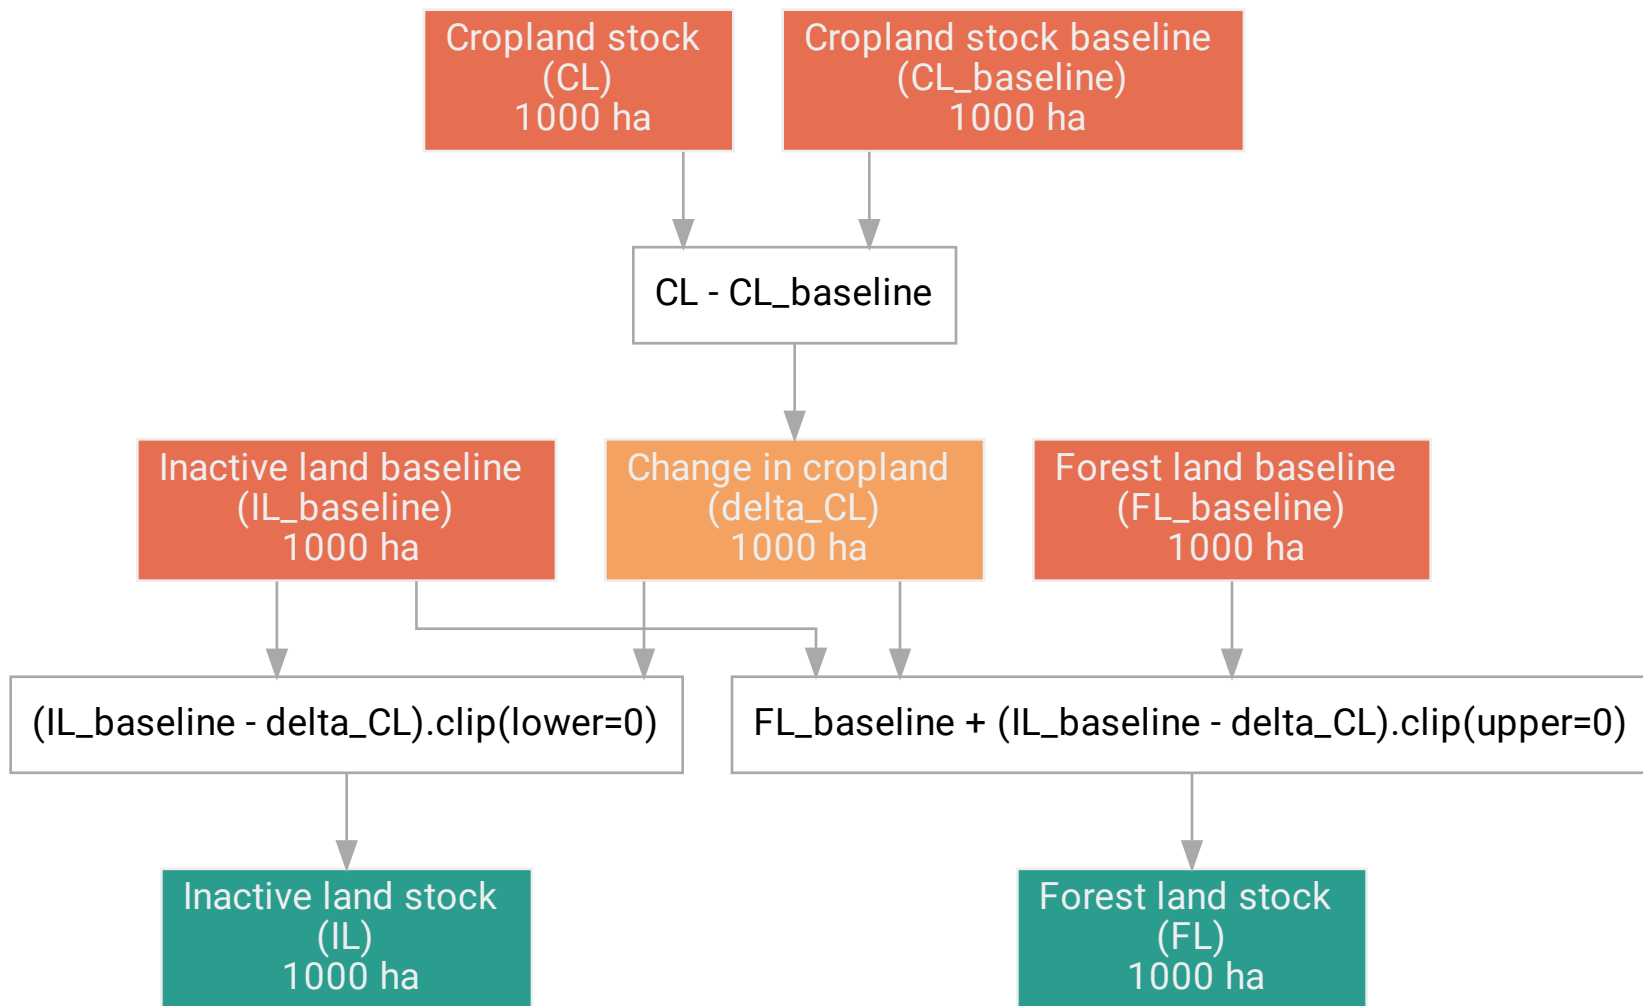 Cropland stock
(CL)
1000 ha
Cropland stock baseline
(CL_baseline)
1000 ha
CL - CL_baseline
Inactive land baseline
(IL_baseline)
1000 ha
Change in cropland
(delta_CL)
1000 ha
Forest land baseline
(FL_baseline)
1000 ha
(IL_baseline - delta_CL).clip(lower=0)
FL_baseline + (IL_baseline - delta_CL).clip(upper=0)
Inactive land stock
(IL)
1000 ha
Forest land stock
(FL)
1000 ha